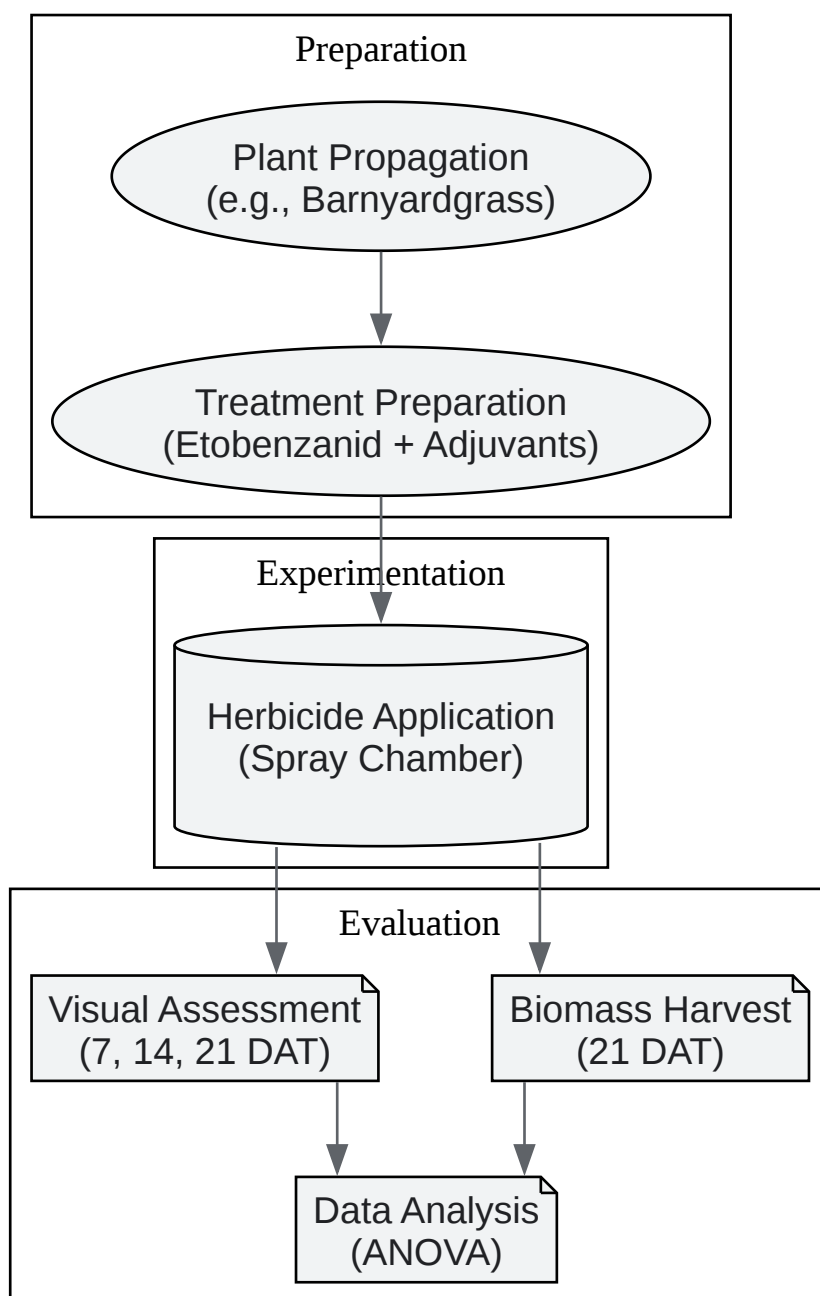 Preparation
Plant Propagation
(e.g., Barnyardgrass)
Treatment Preparation
(Etobenzanid + Adjuvants)
Experimentation
Herbicide Application
(Spray Chamber)
Evaluation
Visual Assessment
(7, 14, 21 DAT)
Biomass Harvest
(21 DAT)
Data Analysis
(ANOVA)